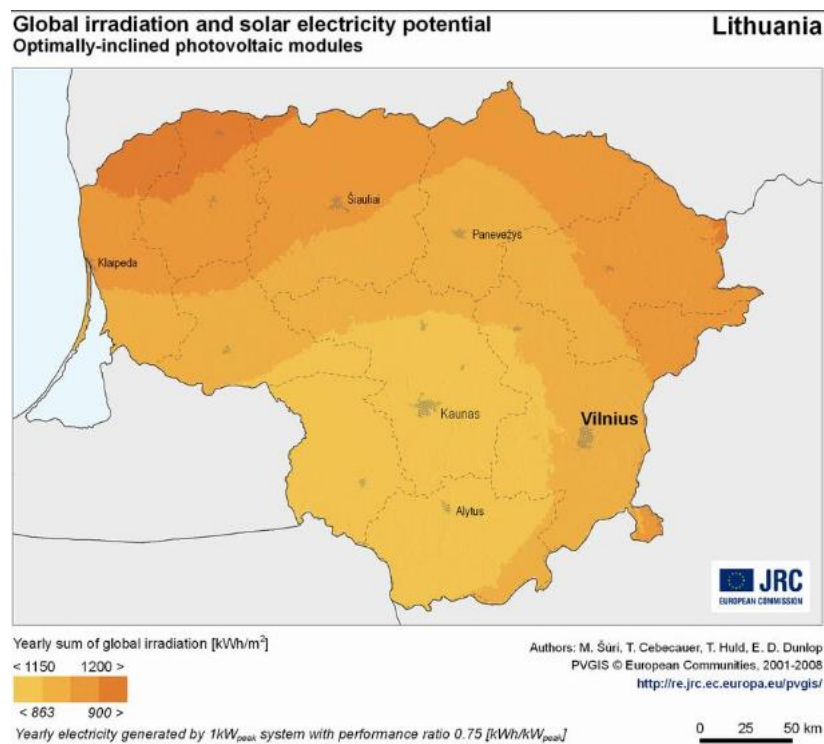 Global irradiation and solar electricity potential
Optimally-inclined photovoltaic modules
Lithuania
Šiauliai
Panevėžys
Klaipeda
Kaunas
Vilnius
Alytus
JRC
EUROPEAN COMMISSION
Yearly sum of global irradiation [kWh/m²]
< 1150 1200 >
< 863 900 >
Yearly electricity generated by 1kWpeak system with performance ratio 0.75 [kWh/kWpeak]
Authors: M. Šúri, T. Cebecauer, T. Huld, E. D. Dunlop
PVGIS © European Communities, 2001-2008
http://re.jrc.ec.europa.eu/pvgis/
0 25 50 km